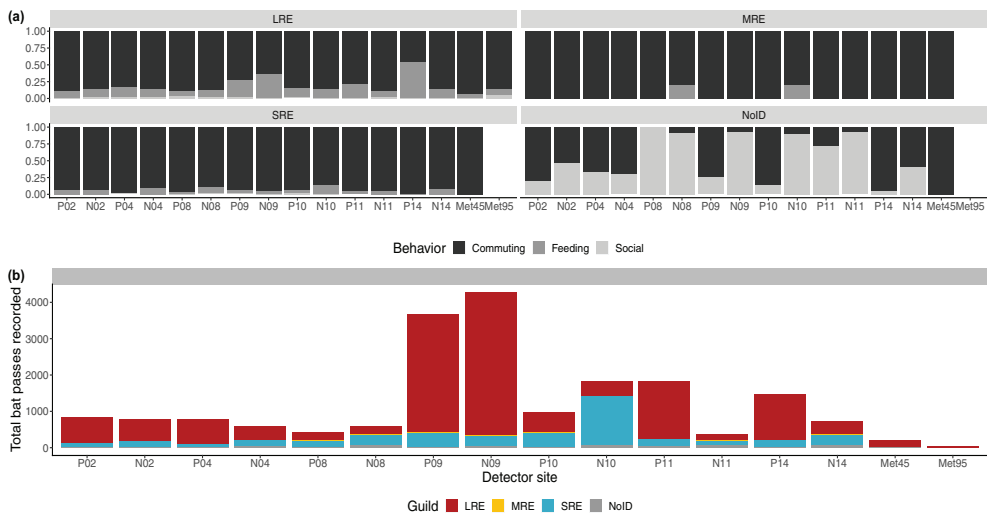 (a)
LRE MRE
1.00
0.75
0.50
0.25
0.00
SRE NoID
1.00
0.75
0.50
0.25
0.00
P02 N02 P04 N04 P08 N08 P09 N09 P10 N10 P11 N11 P14 N14 Met45 Met95 P02 N02 P04 N04 P08 N08 P09 N09 P10 N10 P11 N11 P14 N14 Met45 Met95
Behavior Commuting Feeding Social
(b)
Total bat passes recorded
4000
3000
2000
1000
0
P02 N02 P04 N04 P08 N08 P09 N09 P10 N10 P11 N11 P14 N14 Met45 Met95
Detector site
Guild LRE MRE SRE NoID